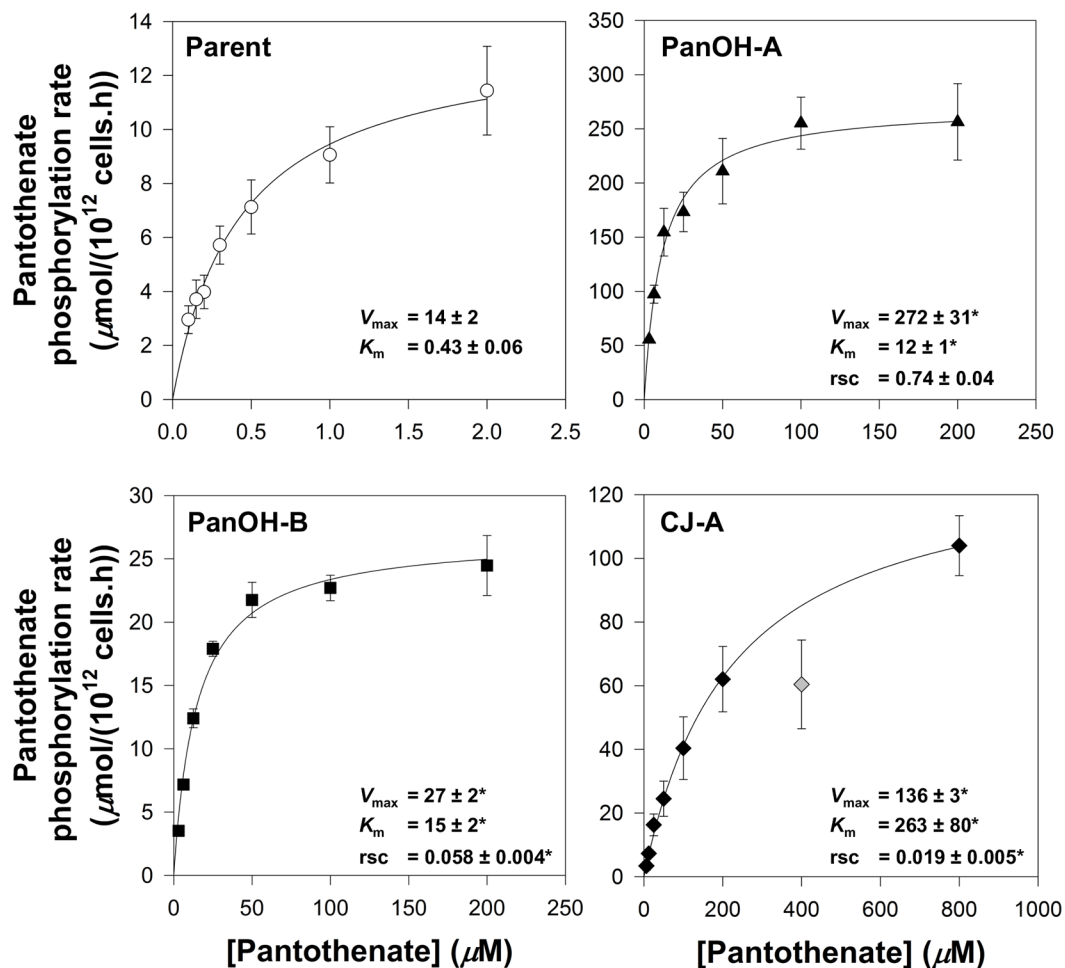 Parent
Pantothenate
phosphorylation rate
(μmol/(10¹² cells.h))
14
12
10
8
6
4
2
0
0.0 0.5 1.0 1.5 2.0 2.5
Vmax = 14 ± 2
Km = 0.43 ± 0.06
PanOH-A
350
300
250
200
150
100
50
0
0 50 100 150 200 250
Vmax = 272 ± 31*
Km = 12 ± 1*
rsc = 0.74 ± 0.04
PanOH-B
Pantothenate
phosphorylation rate
(μmol/(10¹² cells.h))
30
25
20
15
10
5
0
0 50 100 150 200 250
Vmax = 27 ± 2*
Km = 15 ± 2*
rsc = 0.058 ± 0.004*
[Pantothenate] (μM)
CJ-A
120
100
80
60
40
20
0
0 200 400 600 800 1000
Vmax = 136 ± 3*
Km = 263 ± 80*
rsc = 0.019 ± 0.005*
[Pantothenate] (μM)